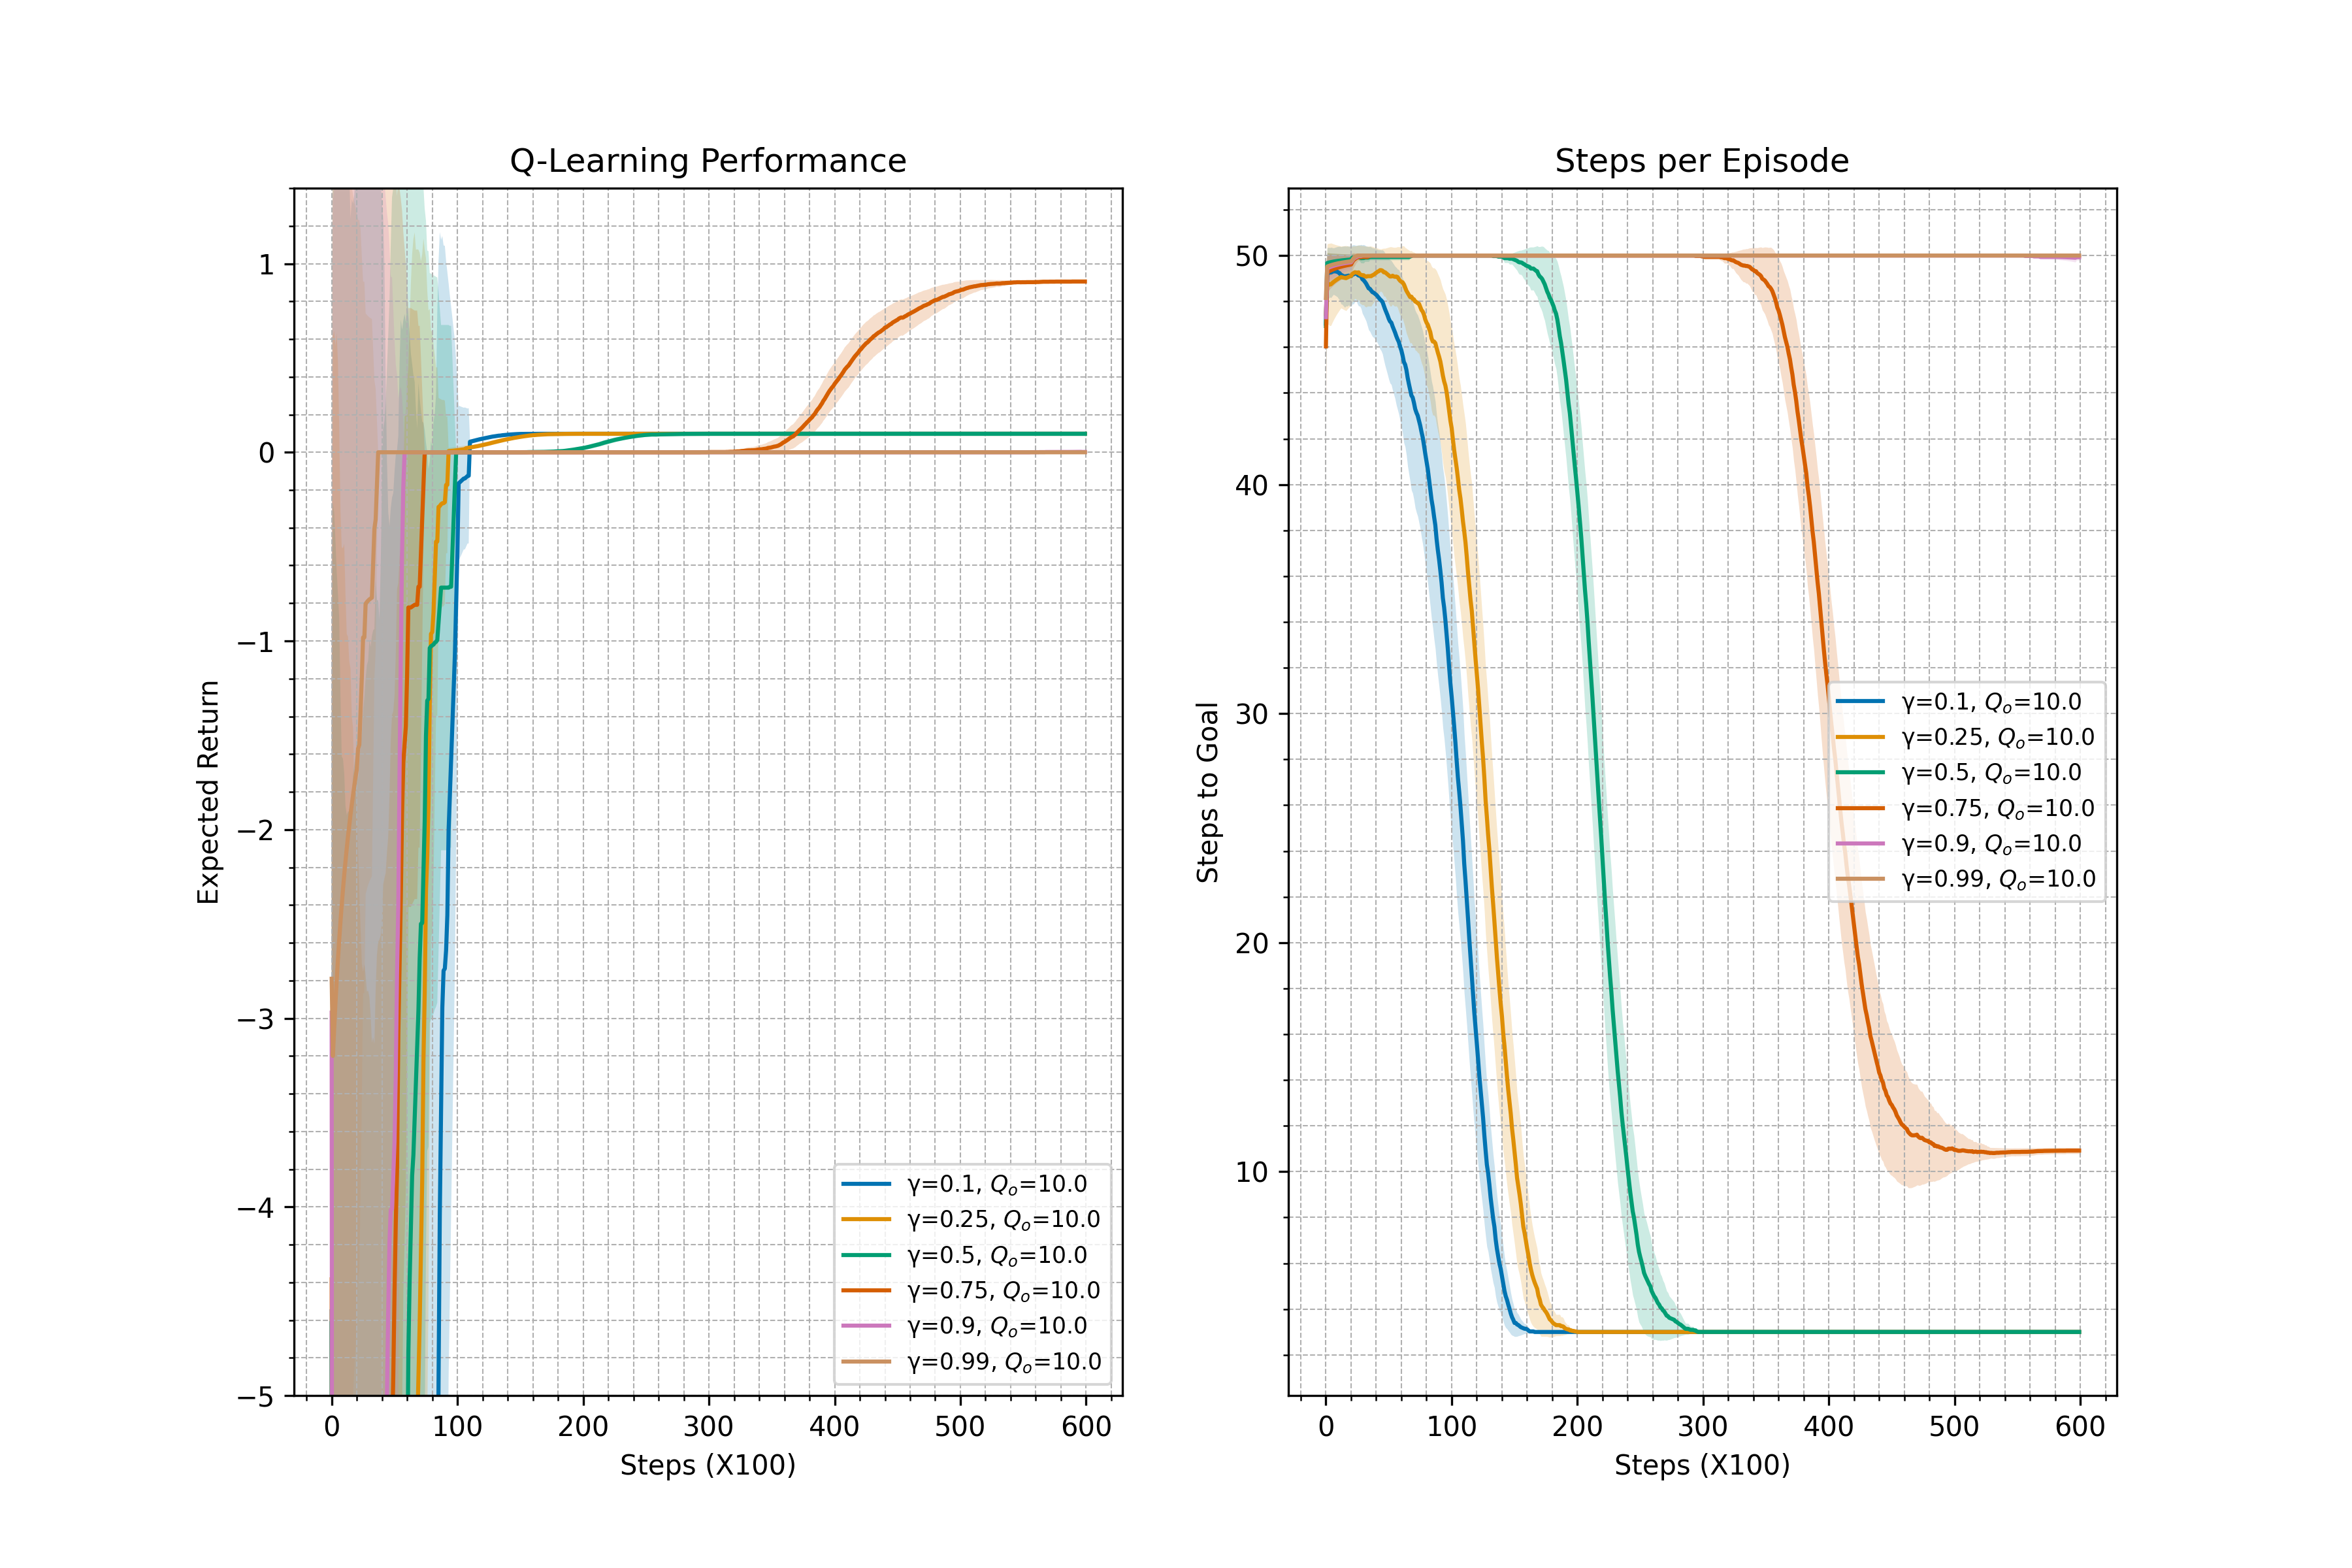 Q-Learning Performance
Expected Return
1
0
−1
−2
−3
−4
−5
0 100 200 300 400 500 600
Steps (X100)
γ=0.1, Qₒ=10.0
γ=0.25, Qₒ=10.0
γ=0.5, Qₒ=10.0
γ=0.75, Qₒ=10.0
γ=0.9, Qₒ=10.0
γ=0.99, Qₒ=10.0
Steps per Episode
Steps to Goal
50
40
30
20
10
0 100 200 300 400 500 600
Steps (X100)
γ=0.1, Qₒ=10.0
γ=0.25, Qₒ=10.0
γ=0.5, Qₒ=10.0
γ=0.75, Qₒ=10.0
γ=0.9, Qₒ=10.0
γ=0.99, Qₒ=10.0